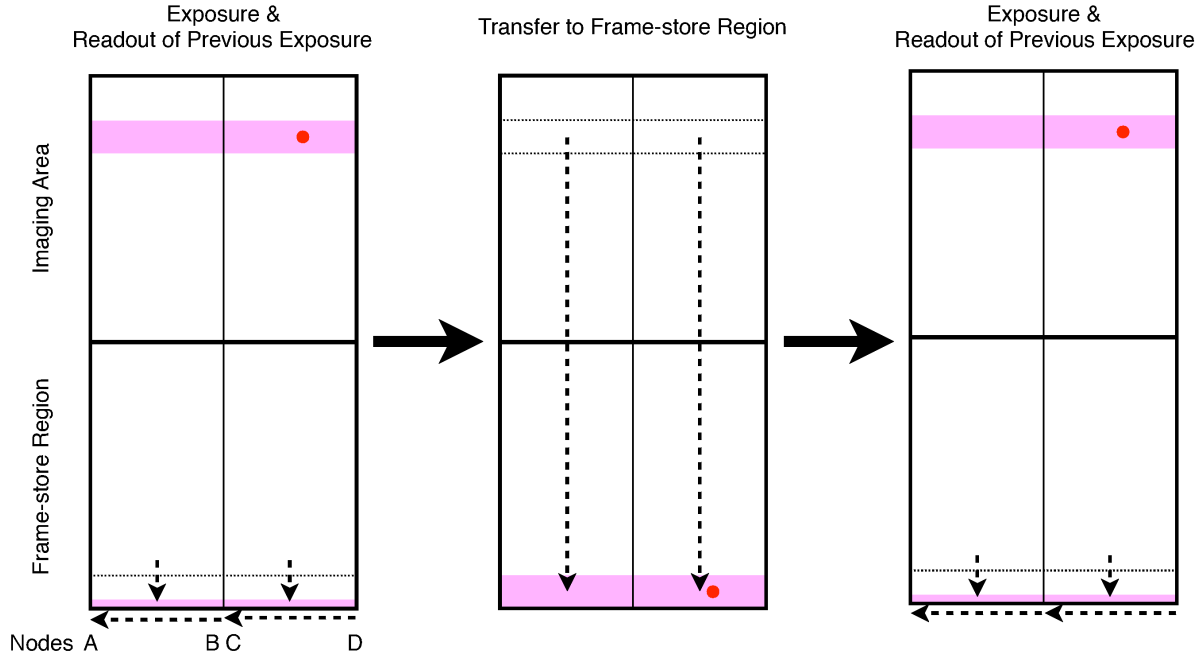 Exposure &
Readout of Previous Exposure
Transfer to Frame-store Region
Exposure &
Readout of Previous Exposure
Imaging Area
Frame-store Region
Nodes A B C D